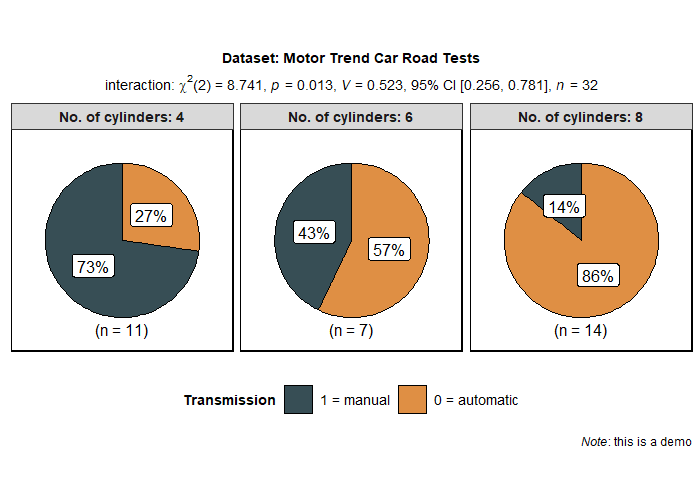 Dataset: Motor Trend Car Road Tests
interaction: χ²(2) = 8.741, p = 0.013, V = 0.523, 95% CI [0.256, 0.781], n = 32
No. of cylinders: 4
27%
73%
(n = 11)
No. of cylinders: 6
43%
57%
(n = 7)
No. of cylinders: 8
14%
86%
(n = 14)
Transmission 1 = manual 0 = automatic
Note: this is a demo